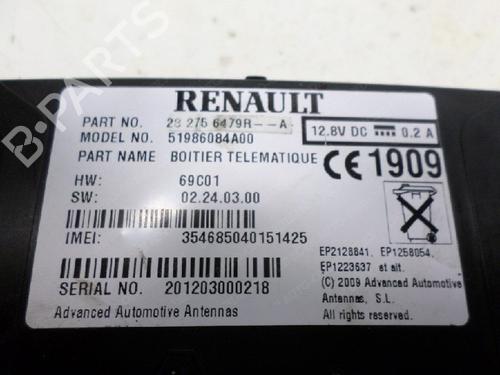 RENAULT
PART NO. 28 275 6479R--A
12.8V DC 0.2 A
MODEL NO. 51986084A00
PART NAME BOITIER TELEMATIQUE
CE 1909
HW: 69C01
SW: 02.24.03.00
IMEI: 354685040151425
EP2128841, EP1258054,
EP1223637 et alt.
SERIAL NO. 201203000218
(C) 2009 Advanced Automotive
Antennas, S.L.
Advanced Automotive Antennas
All rights reserved.
B-PARTS